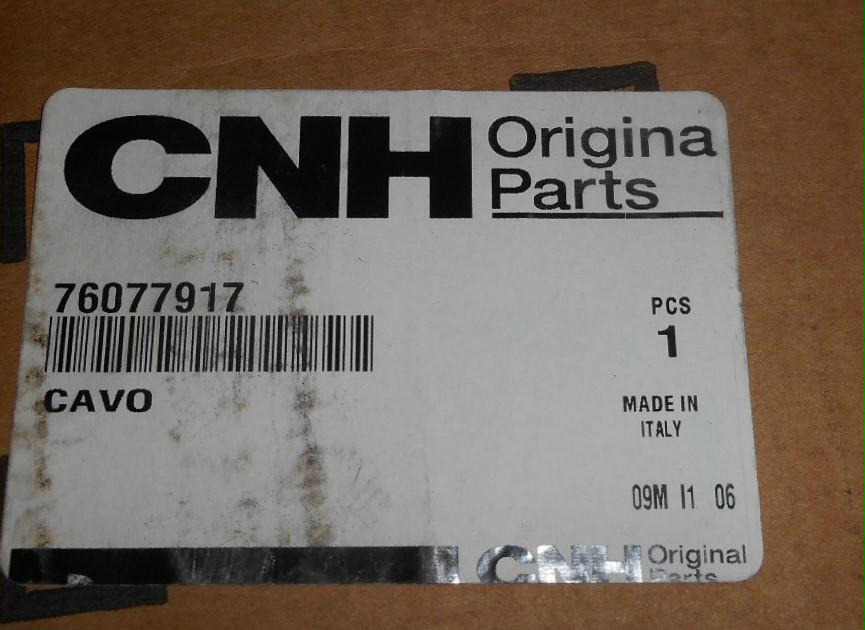 CNH Origina
Parts
76077917
PCS
1
CAVO
MADE IN
ITALY
09M I1 06
CNH Original
Parts